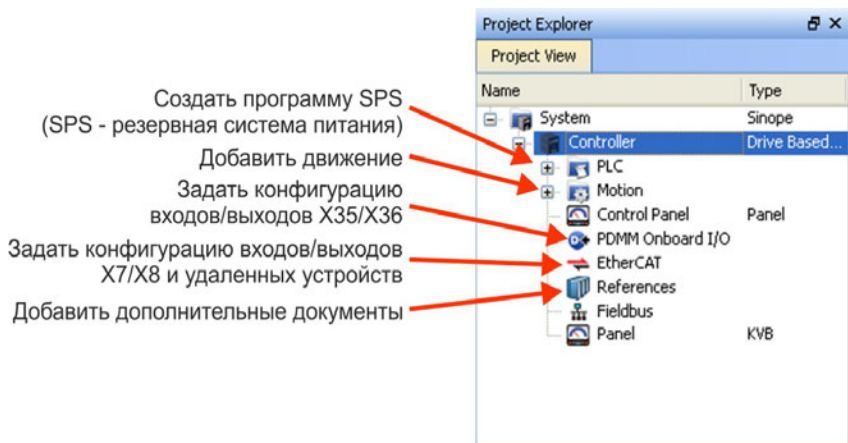 Создать программу SPS
(SPS - резервная система питания)
Добавить движение
Задать конфигурацию
входов/выходов X35/X36
Задать конфигурацию входов/выходов
X7/X8 и удаленных устройств
Добавить дополнительные документы
Project Explorer
Project View
Name Type
System Sinope
Controller Drive Based...
PLC
Motion
Control Panel Panel
PDMM Onboard I/O
EtherCAT
References
Fieldbus
Panel KVB